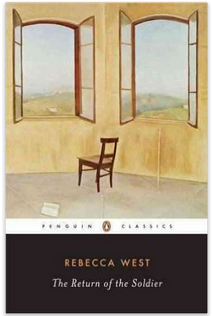 PENGUIN CLASSICS
REBECCA WEST
The Return of the Soldier